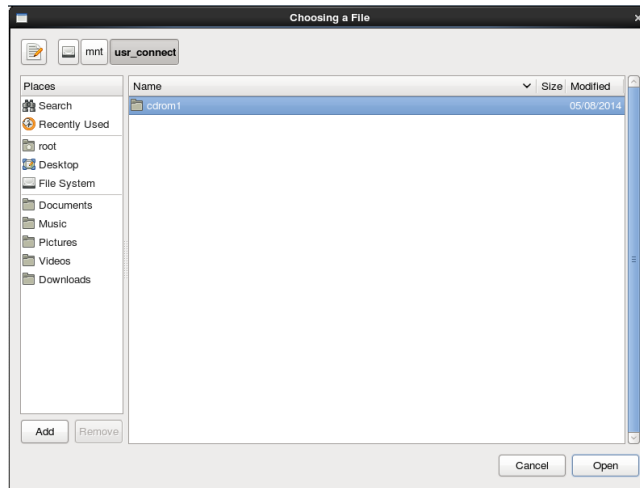 Choosing a File
mnt usr_connect
Places
Search
Recently Used
root
Desktop
File System
Documents
Music
Pictures
Videos
Downloads
Name Size Modified
cdrom1 05/08/2014
Add Remove
Cancel Open